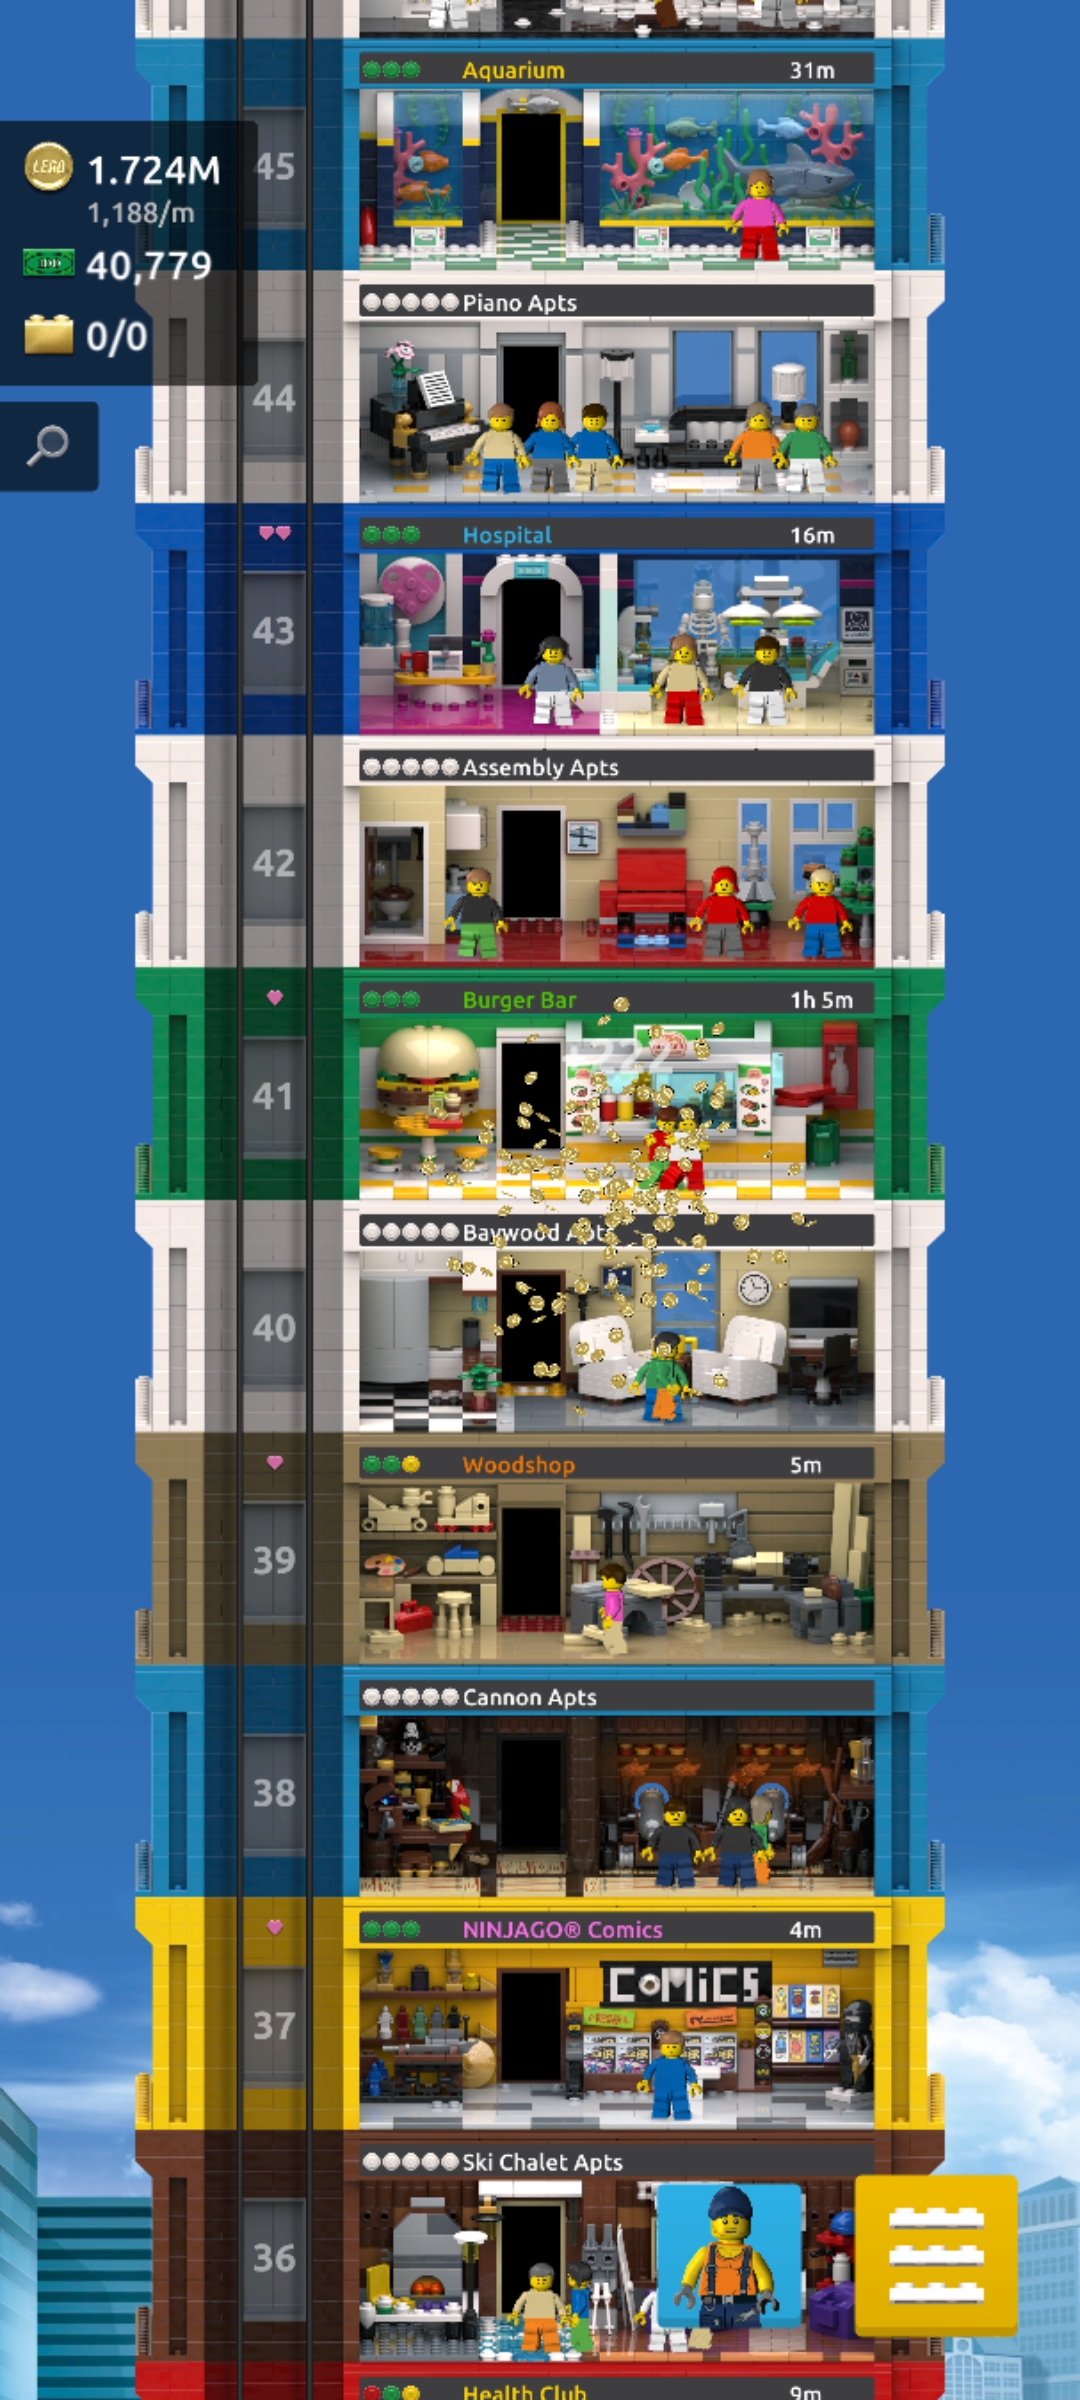 Aquarium 31m
45
LEGO 1.724M
1,188/m
40,779
0/0
Piano Apts
44
Hospital 16m
43
Assembly Apts
42
Burger Bar 1h 5m
+222
41
Baywood Apts
40
Woodshop 5m
39
Cannon Apts
38
NINJAGO® Comics 4m
COMiCS
37
Ski Chalet Apts
36
Health Club 9m